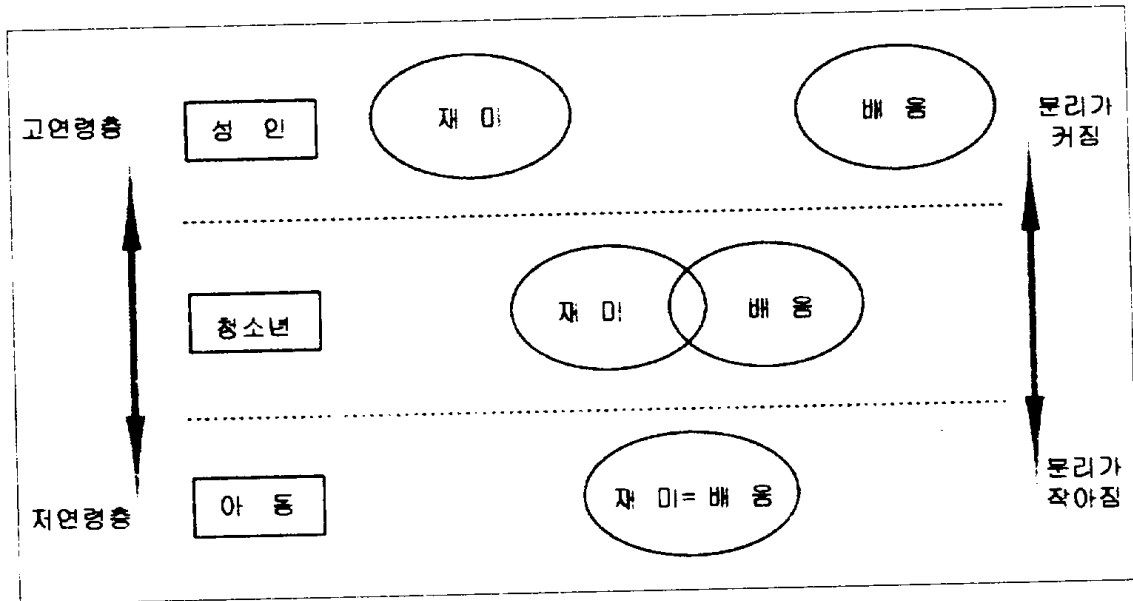 고연령층
성 인
재 미
배 움
분리가
커짐
청소년
재 미
배 움
저연령층
아 동
재 미= 배 움
분리가
작아짐